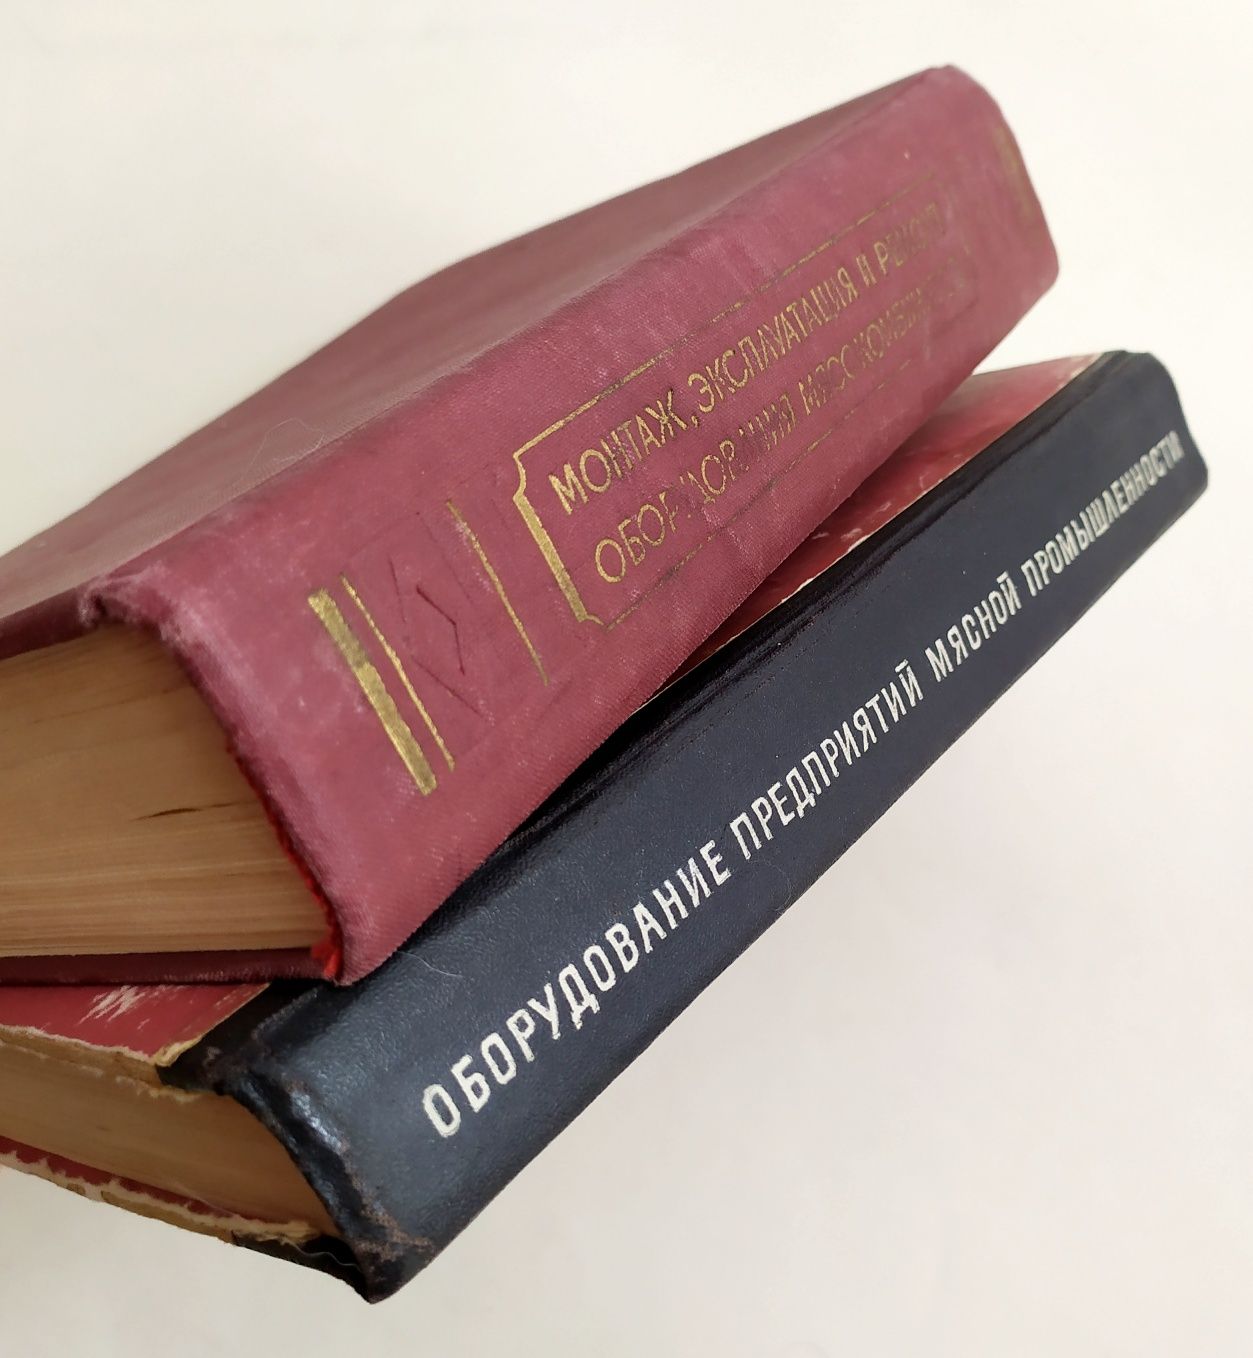 МОНТАЖ, ЭКСПЛУАТАЦИЯ И РЕМОНТ
ОБОРУДОВАНИЯ МЯСОКОМБИНАТОВ
ОБОРУДОВАНИЕ ПРЕДПРИЯТИЙ МЯСНОЙ ПРОМЫШЛЕННОСТИ